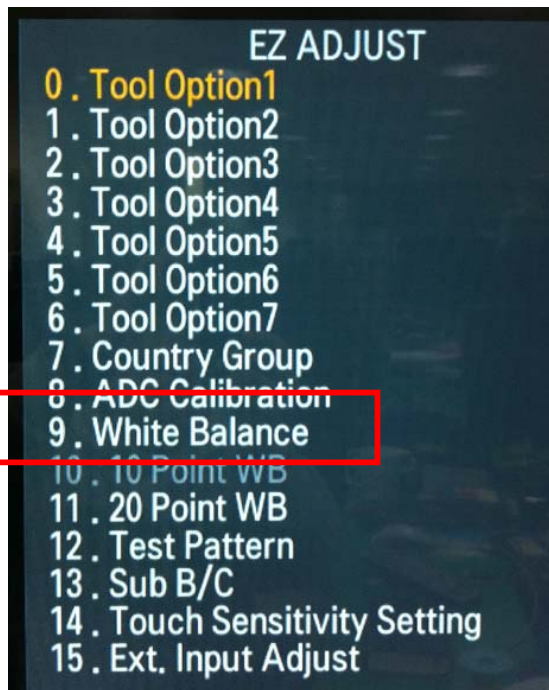 EZ ADJUST
0 . Tool Option1
1 . Tool Option2
2 . Tool Option3
3 . Tool Option4
4 . Tool Option5
5 . Tool Option6
6 . Tool Option7
7 . Country Group
8 . ADC Calibration
9 . White Balance
10 . 10 Point WB
11 . 20 Point WB
12 . Test Pattern
13 . Sub B/C
14 . Touch Sensitivity Setting
15 . Ext. Input Adjust